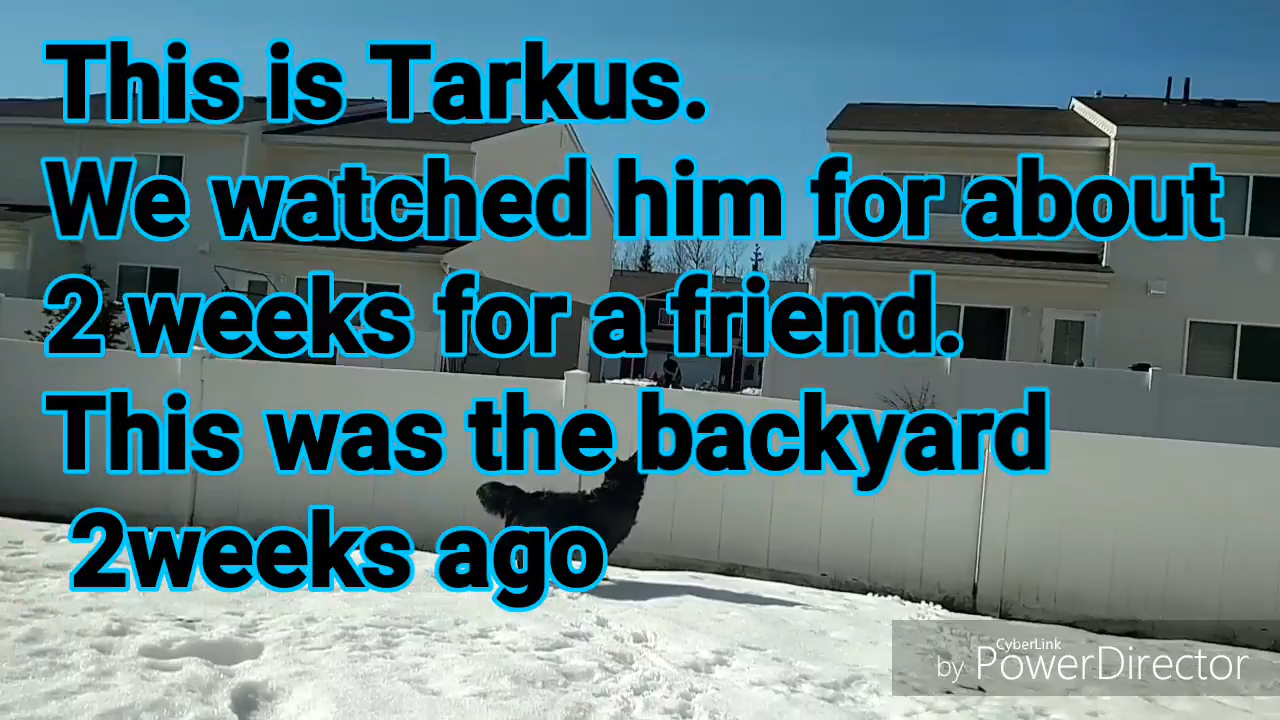 This is Tarkus.
We watched him for about
2 weeks for a friend.
This was the backyard
2weeks ago
CyberLink
by PowerDirector